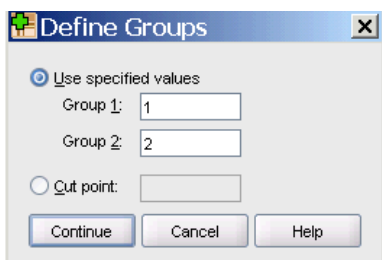 Define Groups
Use specified values
Group 1: 1
Group 2: 2
Cut point:
Continue Cancel Help